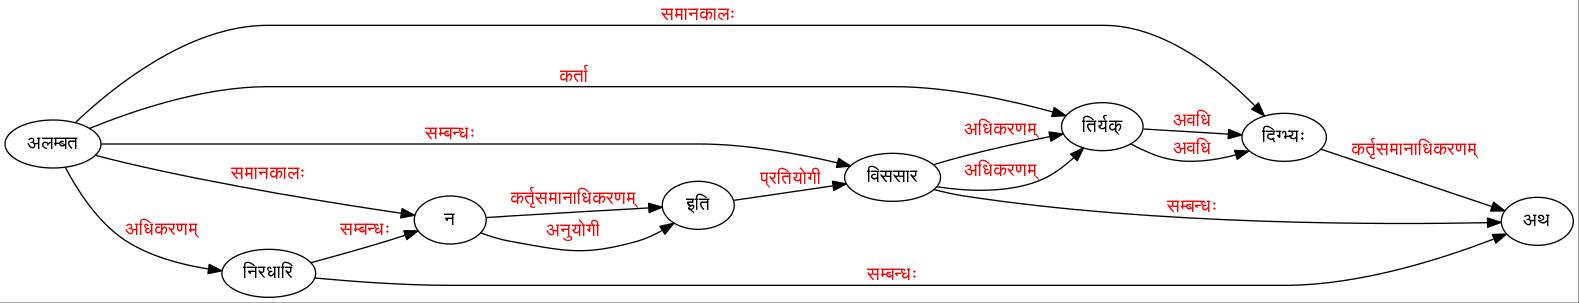 समानकालः
कर्ता
सम्बन्धः
समानकालः
अधिकरणम्
सम्बन्धः
कर्तृसमानाधिकरणम्
अनुयोगी
प्रतियोगी
अधिकरणम्
अधिकरणम्
अवधि
अवधि
कर्तृसमानाधिकरणम्
सम्बन्धः
सम्बन्धः
अलम्बत
निरधारि
न
इति
विससार
तिर्यक्
दिग्भ्यः
अथ